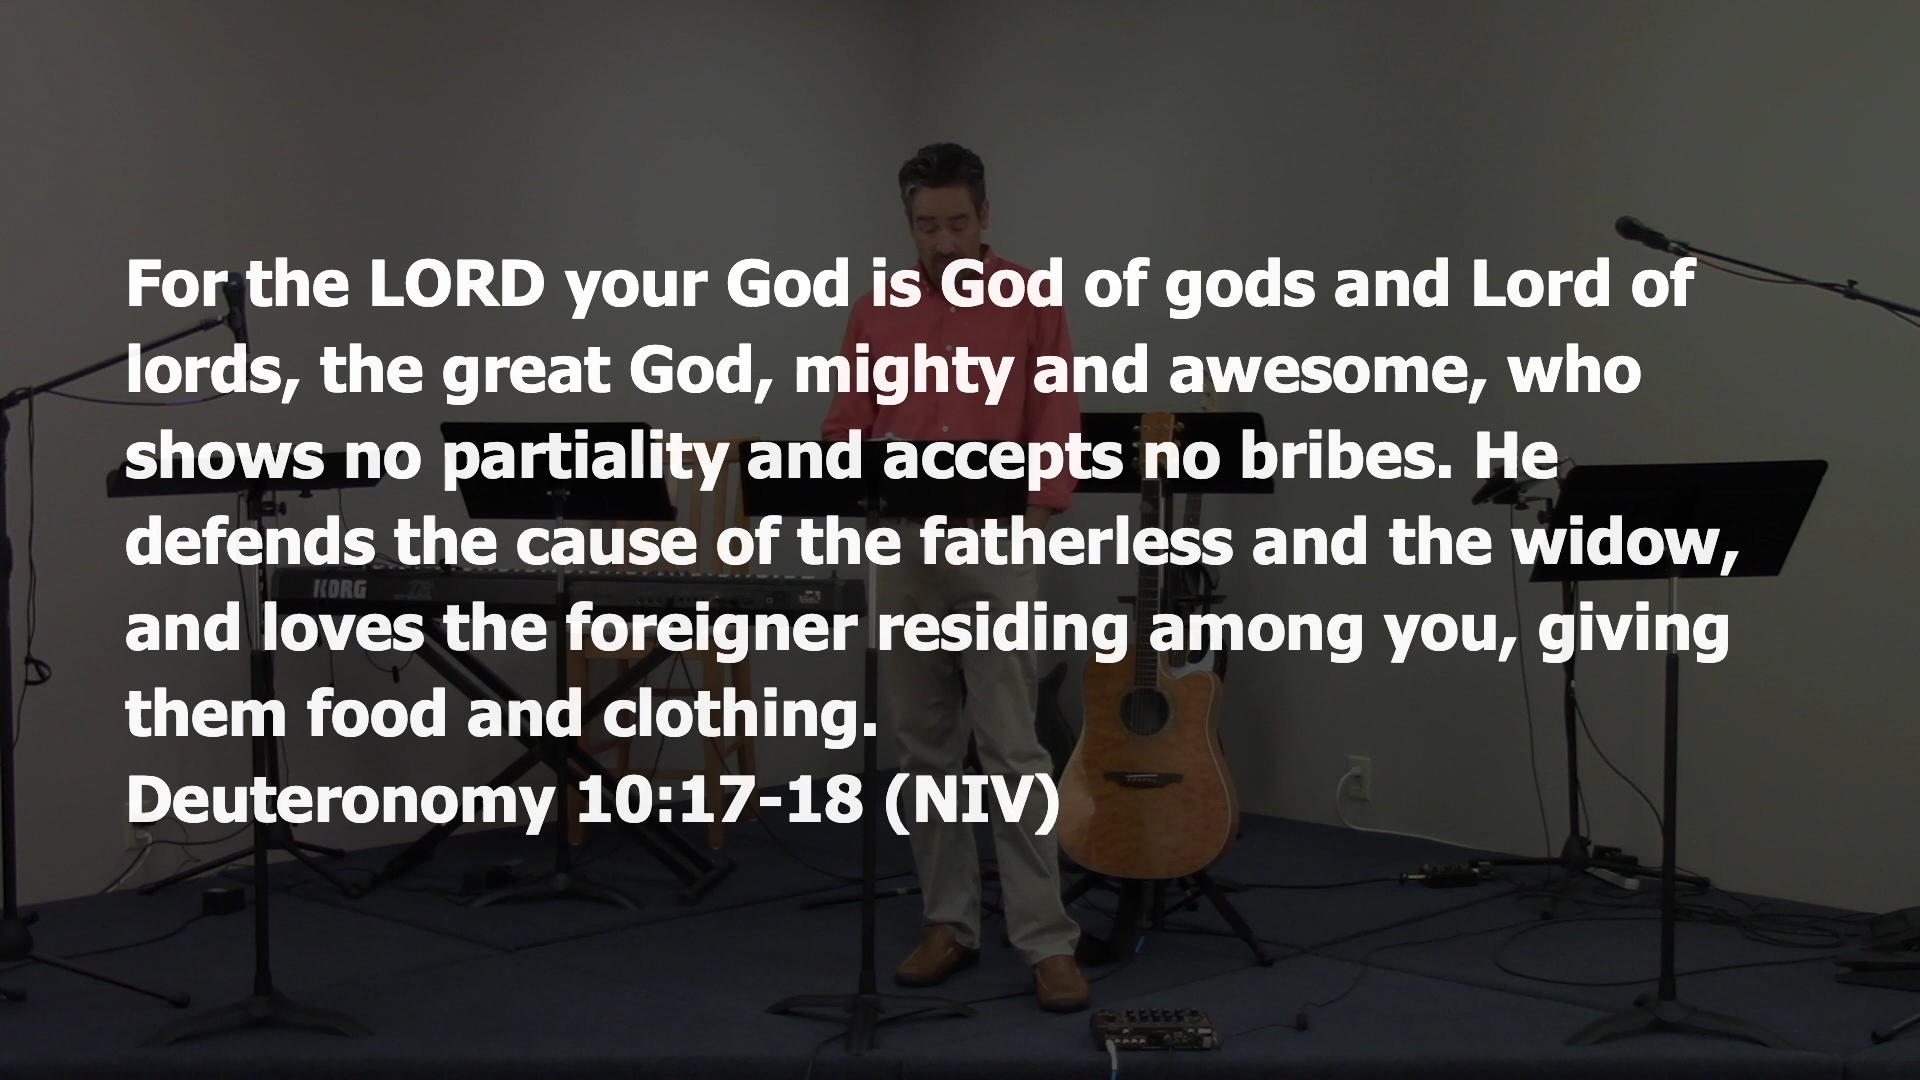 For the LORD your God is God of gods and Lord of
lords, the great God, mighty and awesome, who
shows no partiality and accepts no bribes. He
defends the cause of the fatherless and the widow,
and loves the foreigner residing among you, giving
them food and clothing.
Deuteronomy 10:17-18 (NIV)
KORG